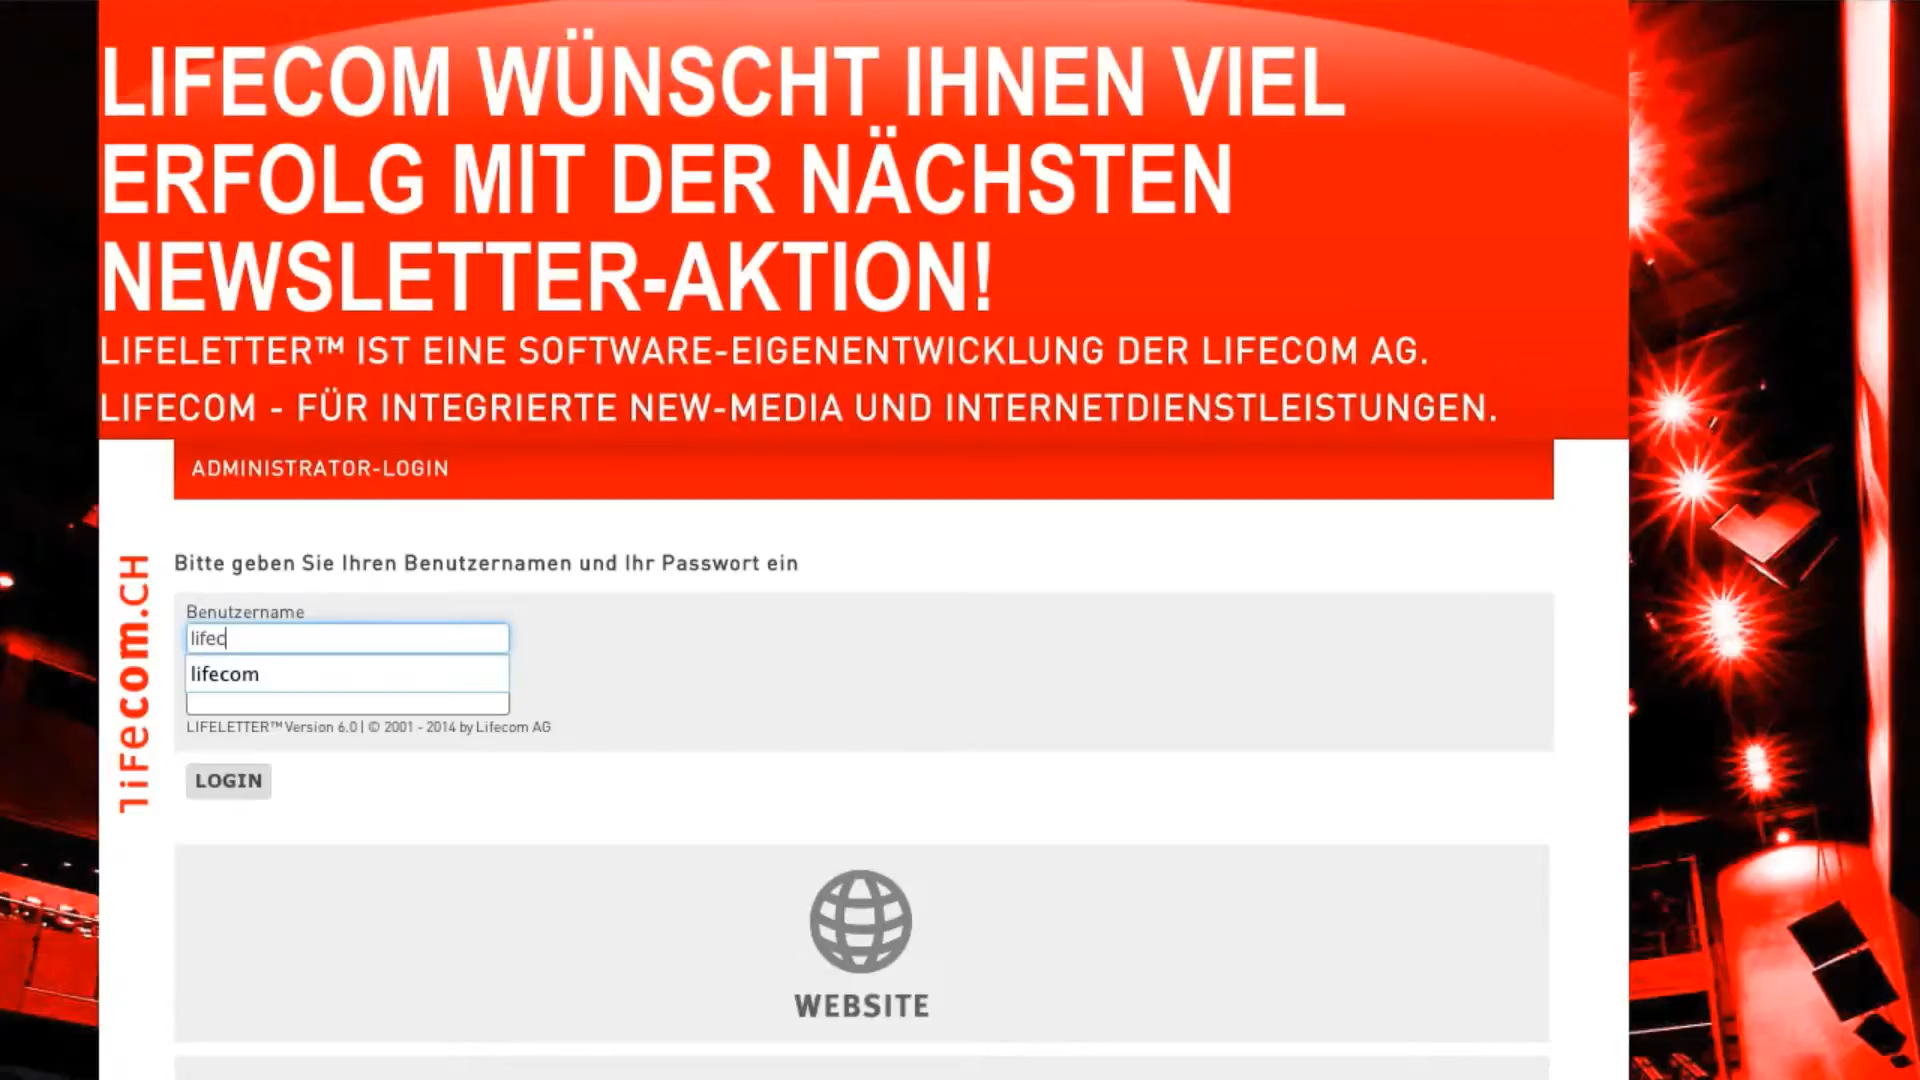 LIFECOM WÜNSCHT IHNEN VIEL
ERFOLG MIT DER NÄCHSTEN
NEWSLETTER-AKTION!
LIFELETTER™ IST EINE SOFTWARE-EIGENENTWICKLUNG DER LIFECOM AG.
LIFECOM - FÜR INTEGRIERTE NEW-MEDIA UND INTERNETDIENSTLEISTUNGEN.
ADMINISTRATOR-LOGIN
lifecom.CH
Bitte geben Sie Ihren Benutzernamen und Ihr Passwort ein
Benutzername
lifec
lifecom
LIFELETTER™ Version 6.0 | © 2001 - 2014 by Lifecom AG
LOGIN
WEBSITE